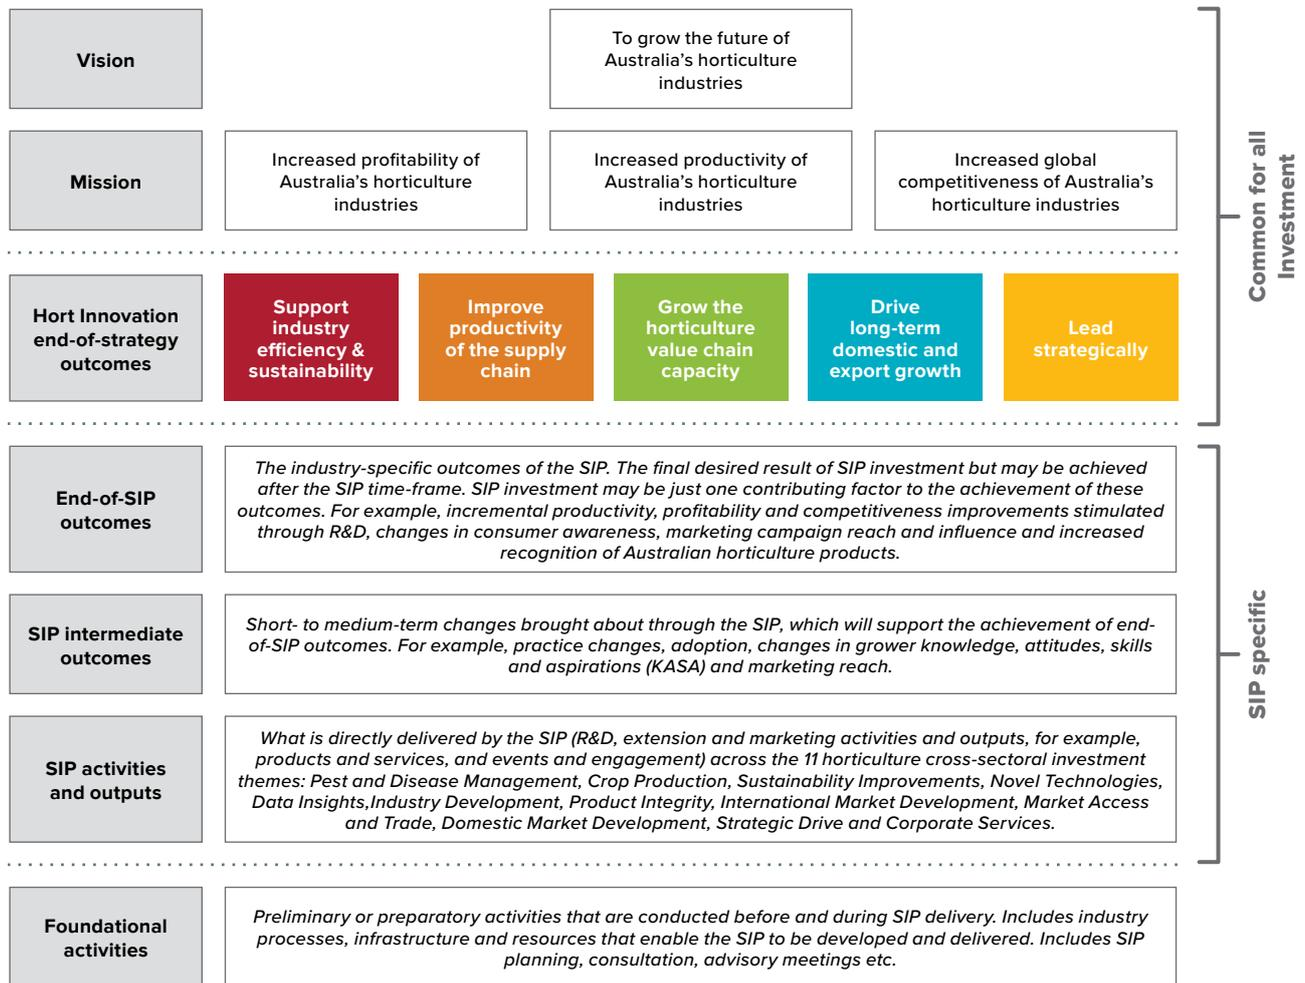 Vision
To grow the future of
Australia's horticulture
industries
Mission
Increased profitability of
Australia's horticulture
industries
Increased productivity of
Australia's horticulture
industries
Increased global
competitiveness of Australia's
horticulture industries
Common for all
Investment
Hort Innovation
end-of-strategy
outcomes
Support
industry
efficiency &
sustainability
Improve
productivity
of the supply
chain
Grow the
horticulture
value chain
capacity
Drive
long-term
domestic and
export growth
Lead
strategically
End-of-SIP
outcomes
The industry-specific outcomes of the SIP. The final desired result of SIP investment but may be achieved
after the SIP time-frame. SIP investment may be just one contributing factor to the achievement of these
outcomes. For example, incremental productivity, profitability and competitiveness improvements stimulated
through R&D, changes in consumer awareness, marketing campaign reach and influence and increased
recognition of Australian horticulture products.
SIP intermediate
outcomes
Short- to medium-term changes brought about through the SIP, which will support the achievement of end-
of-SIP outcomes. For example, practice changes, adoption, changes in grower knowledge, attitudes, skills
and aspirations (KASA) and marketing reach.
SIP specific
SIP activities
and outputs
What is directly delivered by the SIP (R&D, extension and marketing activities and outputs, for example,
products and services, and events and engagement) across the 11 horticulture cross-sectoral investment
themes: Pest and Disease Management, Crop Production, Sustainability Improvements, Novel Technologies,
Data Insights,Industry Development, Product Integrity, International Market Development, Market Access
and Trade, Domestic Market Development, Strategic Drive and Corporate Services.
Foundational
activities
Preliminary or preparatory activities that are conducted before and during SIP delivery. Includes industry
processes, infrastructure and resources that enable the SIP to be developed and delivered. Includes SIP
planning, consultation, advisory meetings etc.